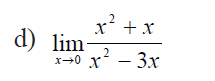 d) lim x→0 (x² + x)/(x² − 3x)